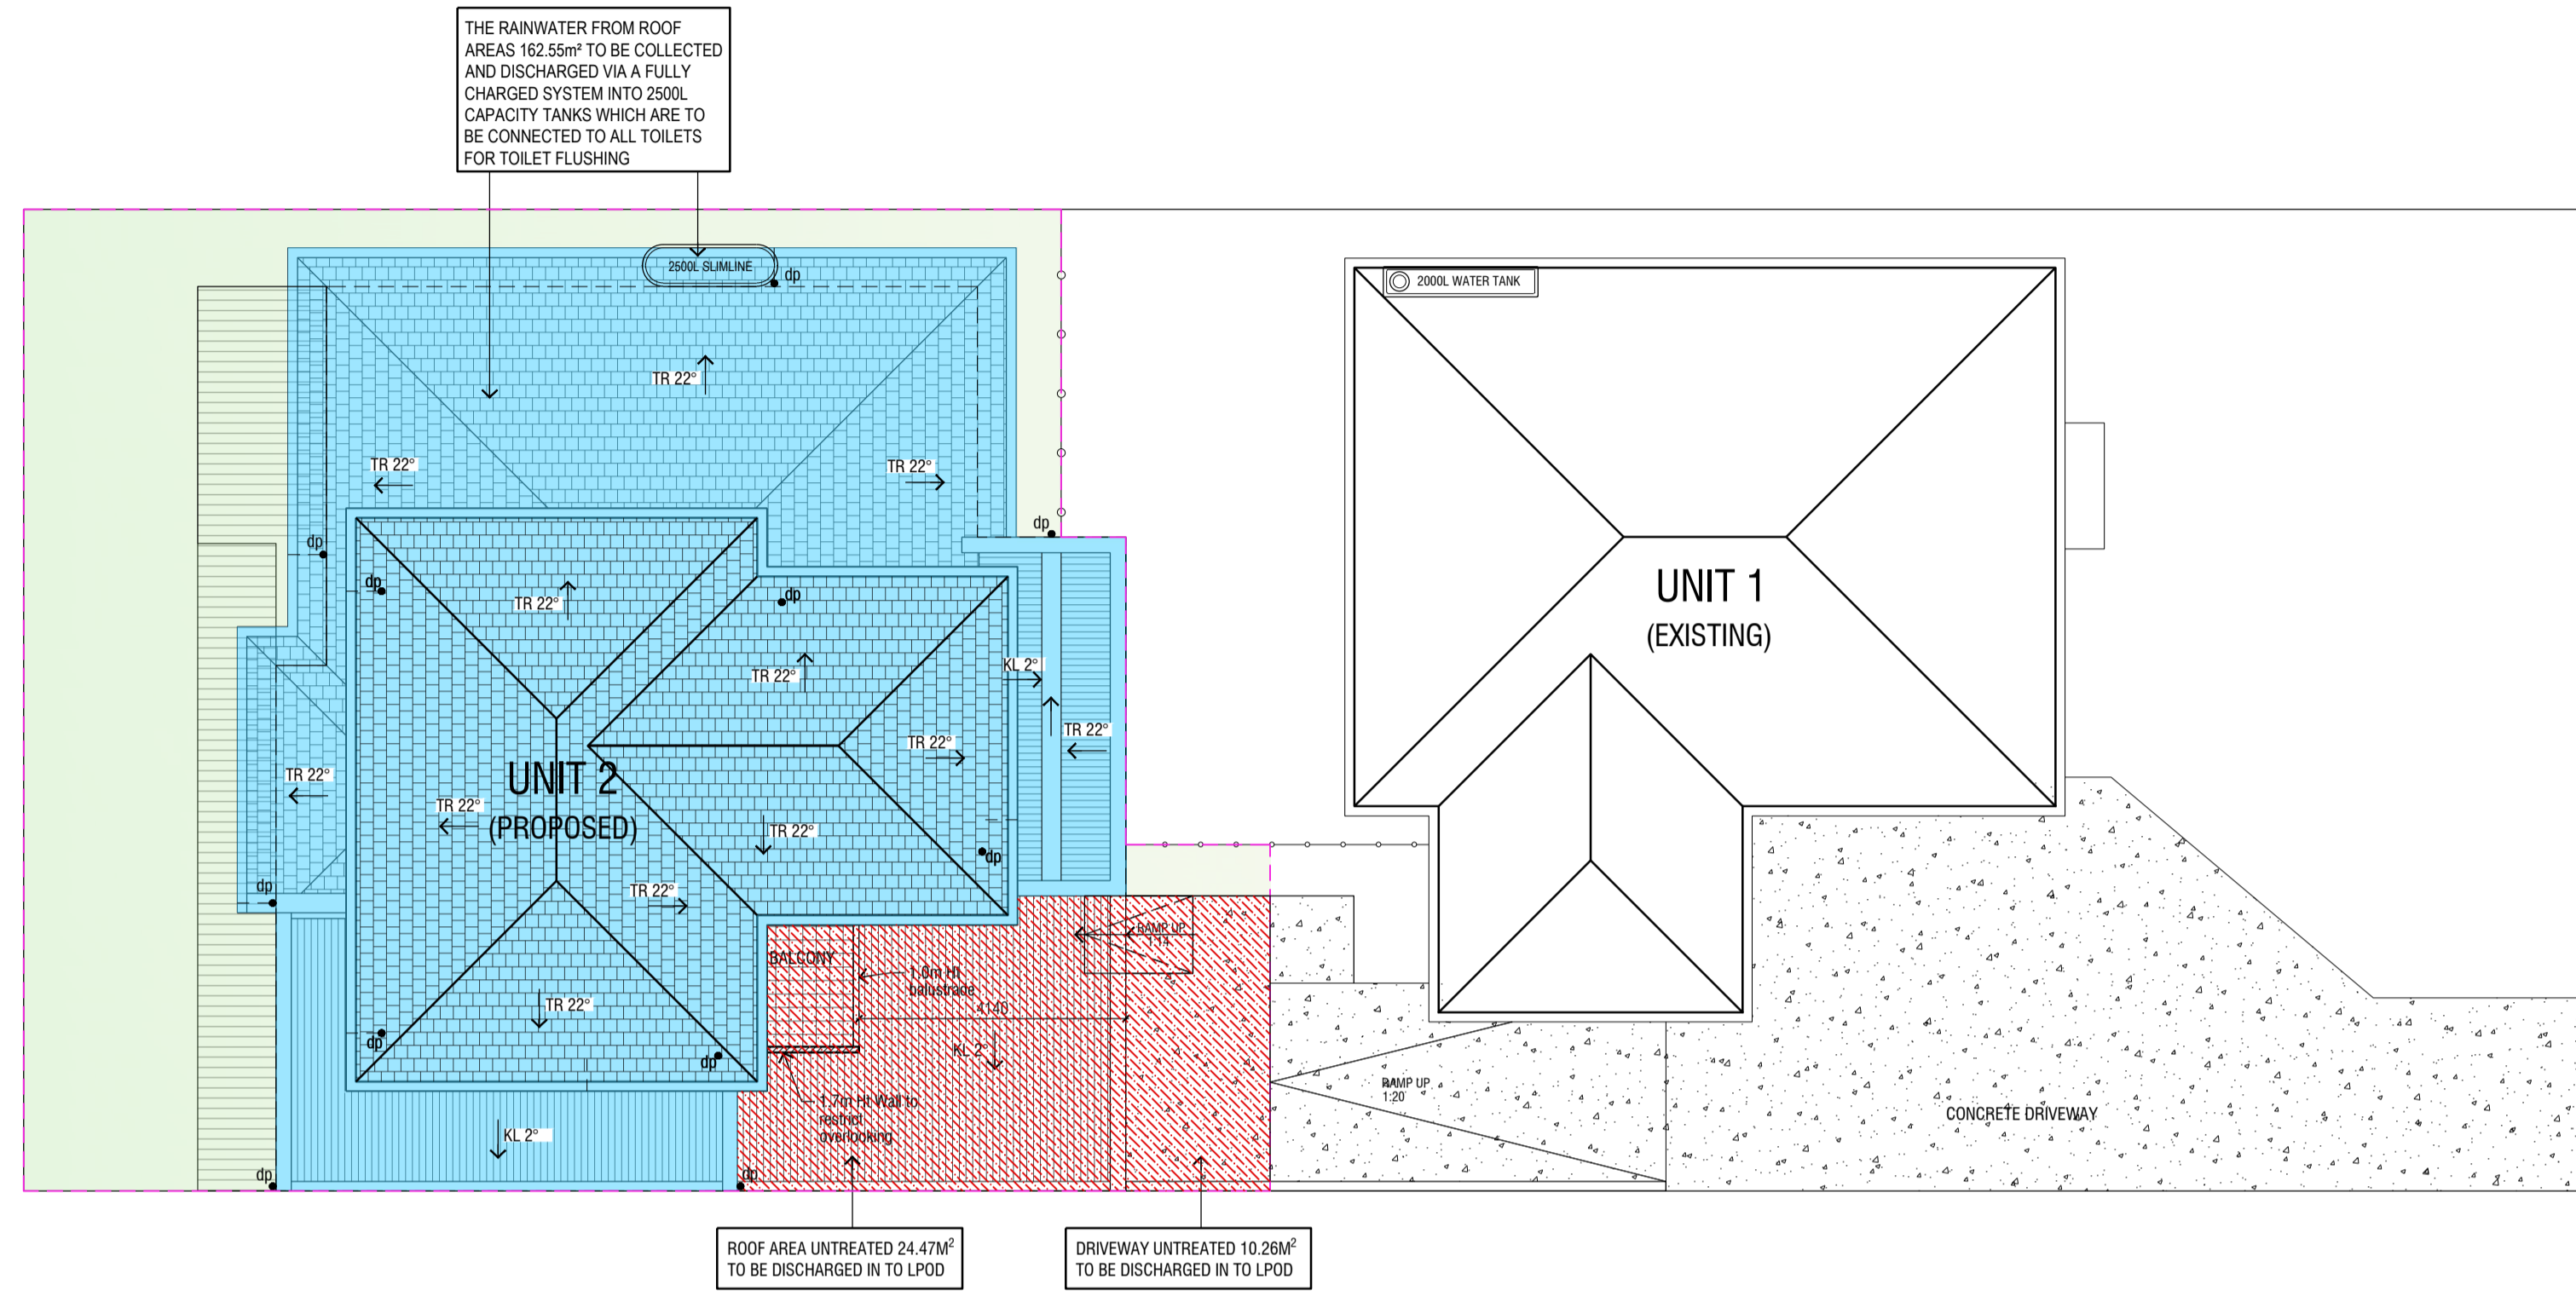 THE RAINWATER FROM ROOF
AREAS 162.55m² TO BE COLLECTED
AND DISCHARGED VIA A FULLY
CHARGED SYSTEM INTO 2500L
CAPACITY TANKS WHICH ARE TO
BE CONNECTED TO ALL TOILETS
FOR TOILET FLUSHING
2500L SLIMLINE
dp
2000L WATER TANK
TR 22°
TR 22°
TR 22°
dp
dp
dp
TR 22°
dp
TR 22°
KL 2°
TR 22°
TR 22°
TR 22°
TR 22°
UNIT 2
(PROPOSED)
TR 22°
TR 22°
dp
dp
UNIT 1
(EXISTING)
BALCONY
RAMP UP
1:14
1.0m Ht
balustrade
4140
TR 22°
dp
dp
KL 2°
1.7m Ht Wall to
restrict
overlooking
KL 2°
dp
dp
RAMP UP
1:20
CONCRETE DRIVEWAY
ROOF AREA UNTREATED 24.47M²
TO BE DISCHARGED IN TO LPOD
DRIVEWAY UNTREATED 10.26M²
TO BE DISCHARGED IN TO LPOD